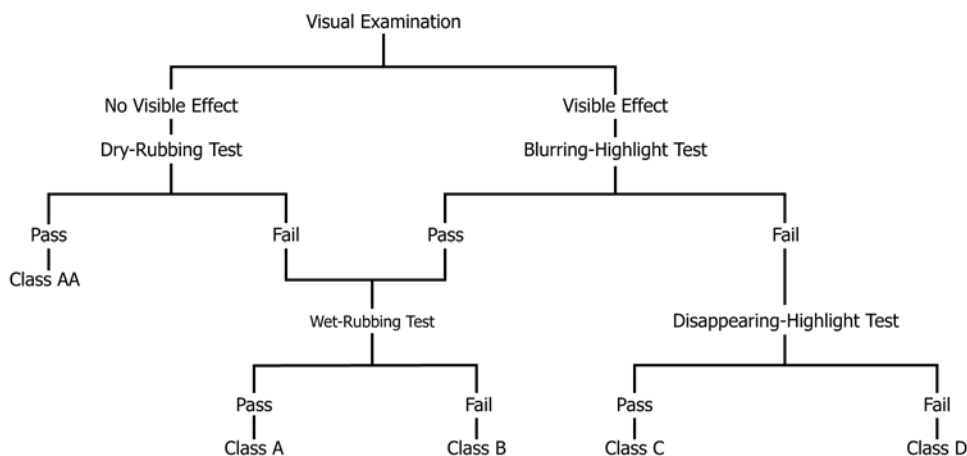 Visual Examination
No Visible Effect
Visible Effect
Dry-Rubbing Test
Blurring-Highlight Test
Pass
Fail
Pass
Fail
Class AA
Wet-Rubbing Test
Disappearing-Highlight Test
Pass
Fail
Pass
Fail
Class A
Class B
Class C
Class D